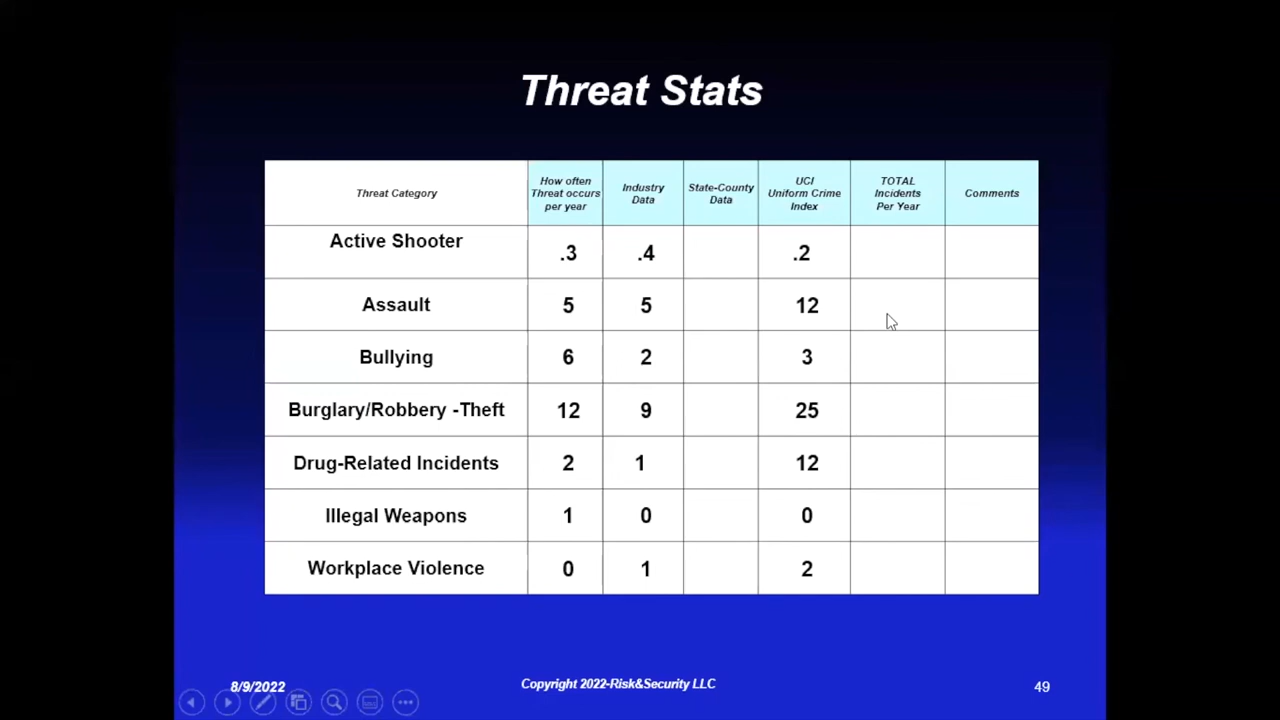 Threat Stats
Threat Category
How often
Threat occurs
per year
Industry
Data
State-County
Data
UCI
Uniform Crime
Index
TOTAL
Incidents
Per Year
Comments
Active Shooter .3 .4 .2
Assault 5 5 12
Bullying 6 2 3
Burglary/Robbery -Theft 12 9 25
Drug-Related Incidents 2 1 12
Illegal Weapons 1 0 0
Workplace Violence 0 1 2
8/9/2022 Copyright 2022-Risk&Security LLC 49